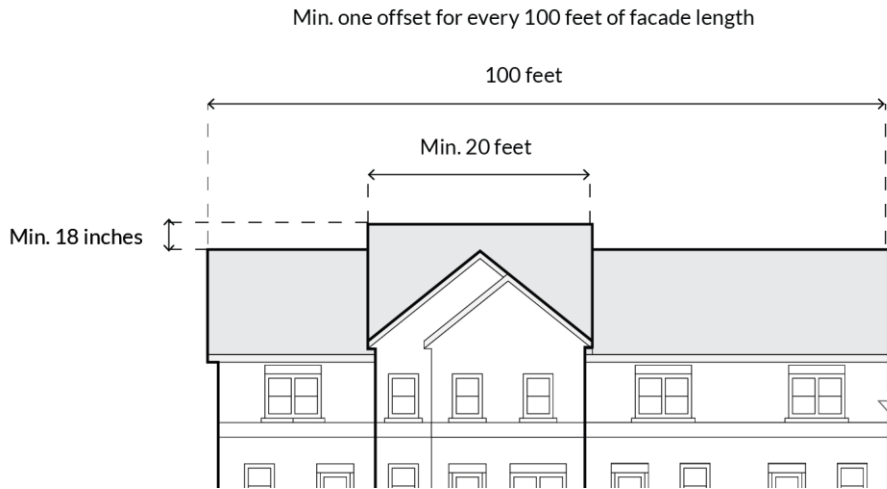 Min. one offset for every 100 feet of facade length
100 feet
Min. 20 feet
Min. 18 inches